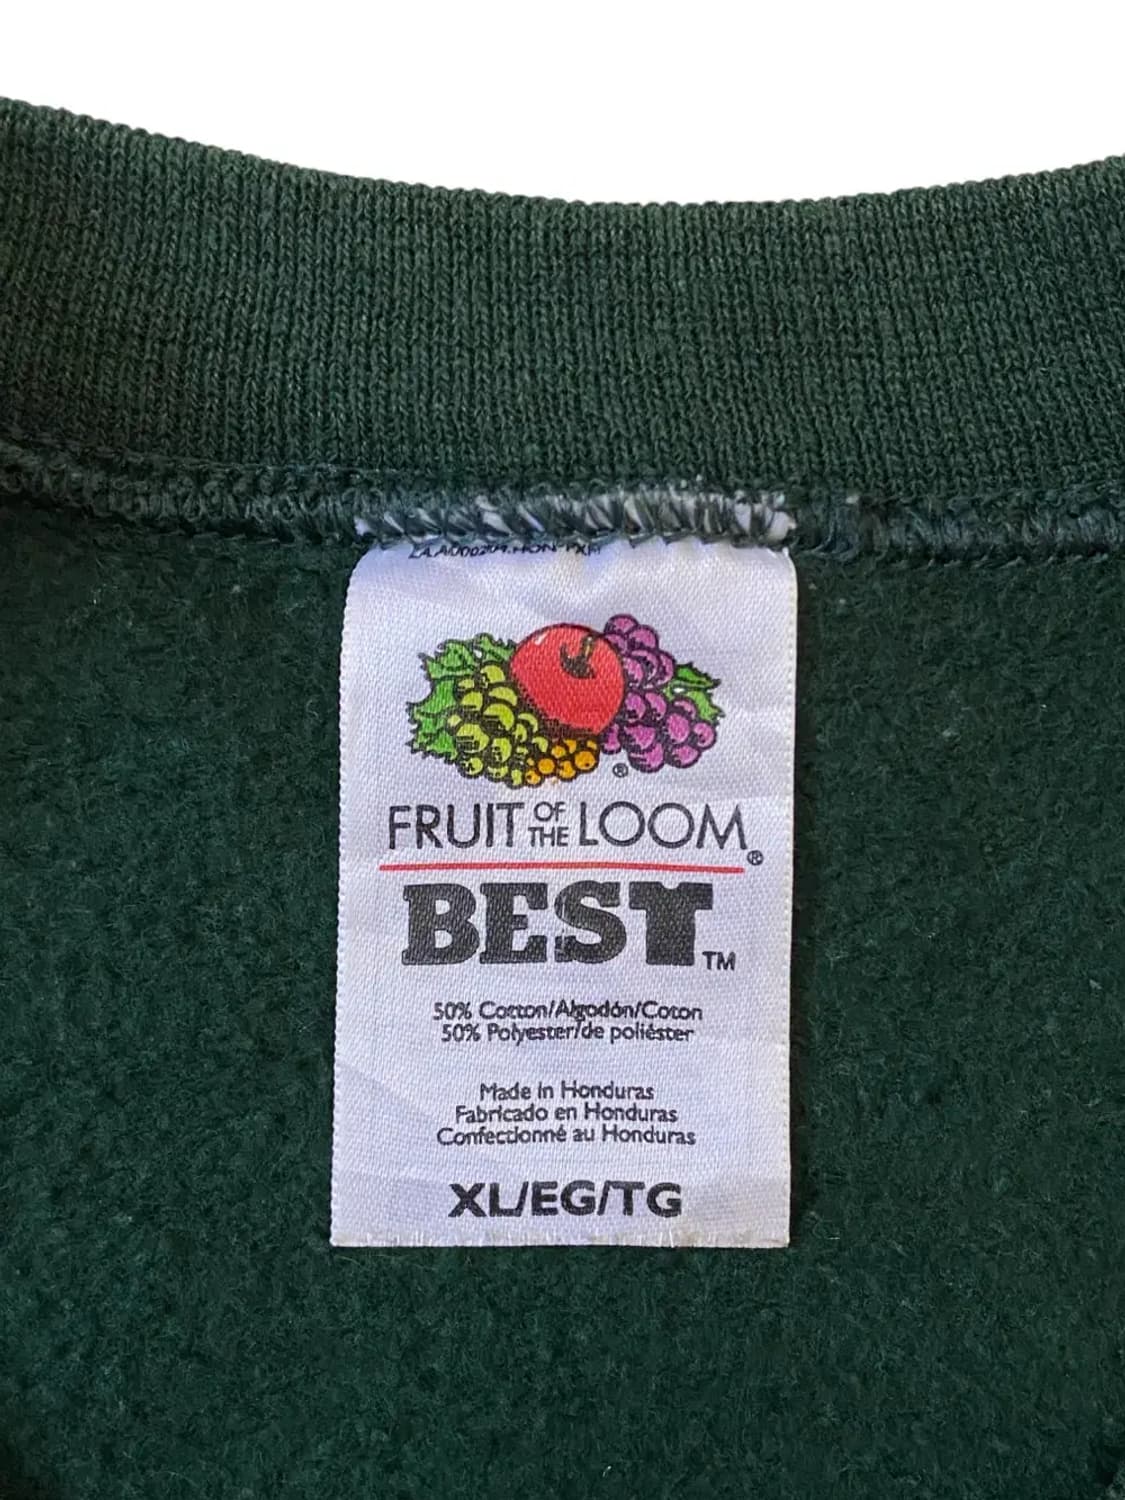 ®
FRUIT OF THE LOOM®
BEST™
50% Cotton/Algodón/Coton
50% Polyester/de poliéster
Made in Honduras
Fabricado en Honduras
Confectionné au Honduras
XL/EG/TG